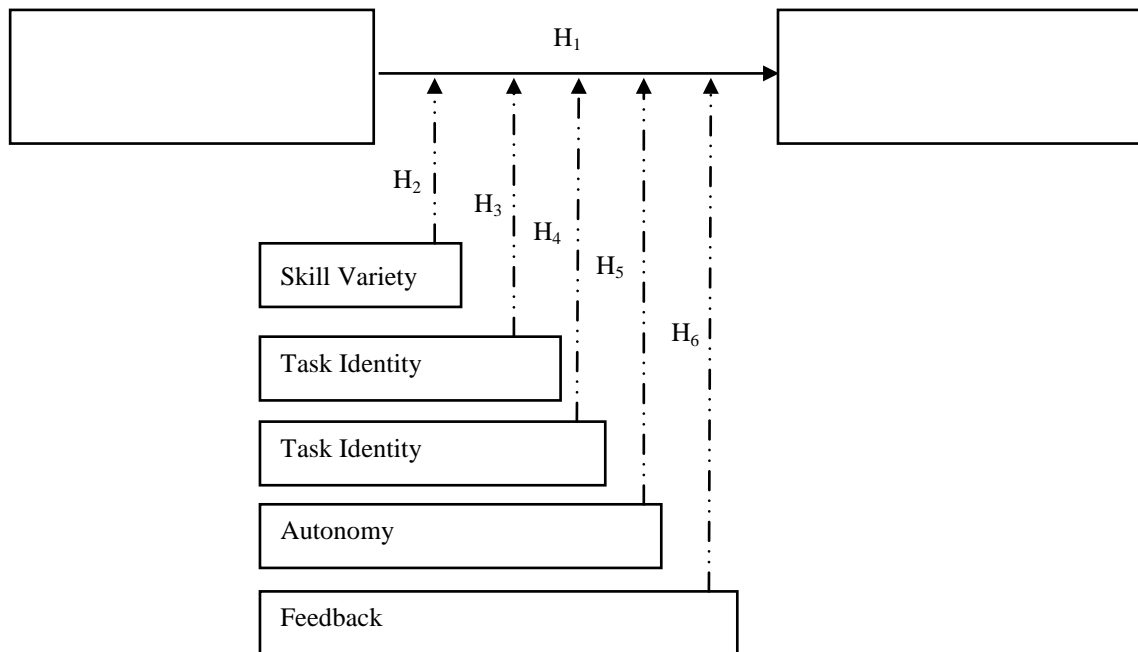 H₁
H₂
H₃
H₄
H₅
H₆
Skill Variety
Task Identity
Task Identity
Autonomy
Feedback